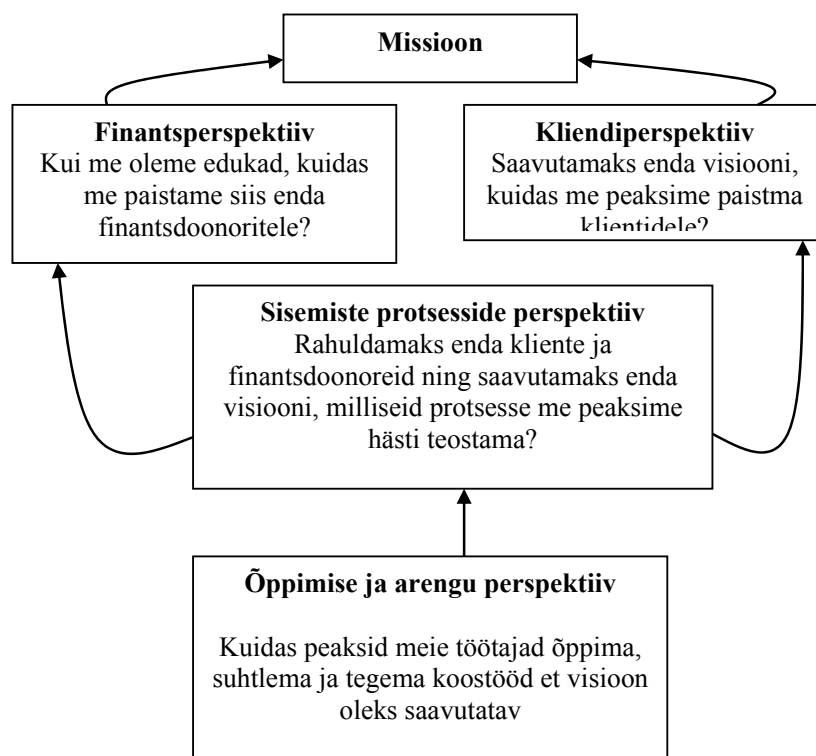 Missioon
Finantsperspektiiv
Kui me oleme edukad, kuidas
me paistame siis enda
finantsdoonoritele?
Kliendiperspektiiv
Saavutamaks enda visiooni,
kuidas me peaksime paistma
klientidele?
Sisemiste protsesside perspektiiv
Rahuldamaks enda kliente ja
finantsdoonoreid ning saavutamaks enda
visiooni, milliseid protsesse me peaksime
hästi teostama?
Õppimise ja arengu perspektiiv
Kuidas peaksid meie töötajad õppima,
suhtlema ja tegema koostööd et visioon
oleks saavutatav